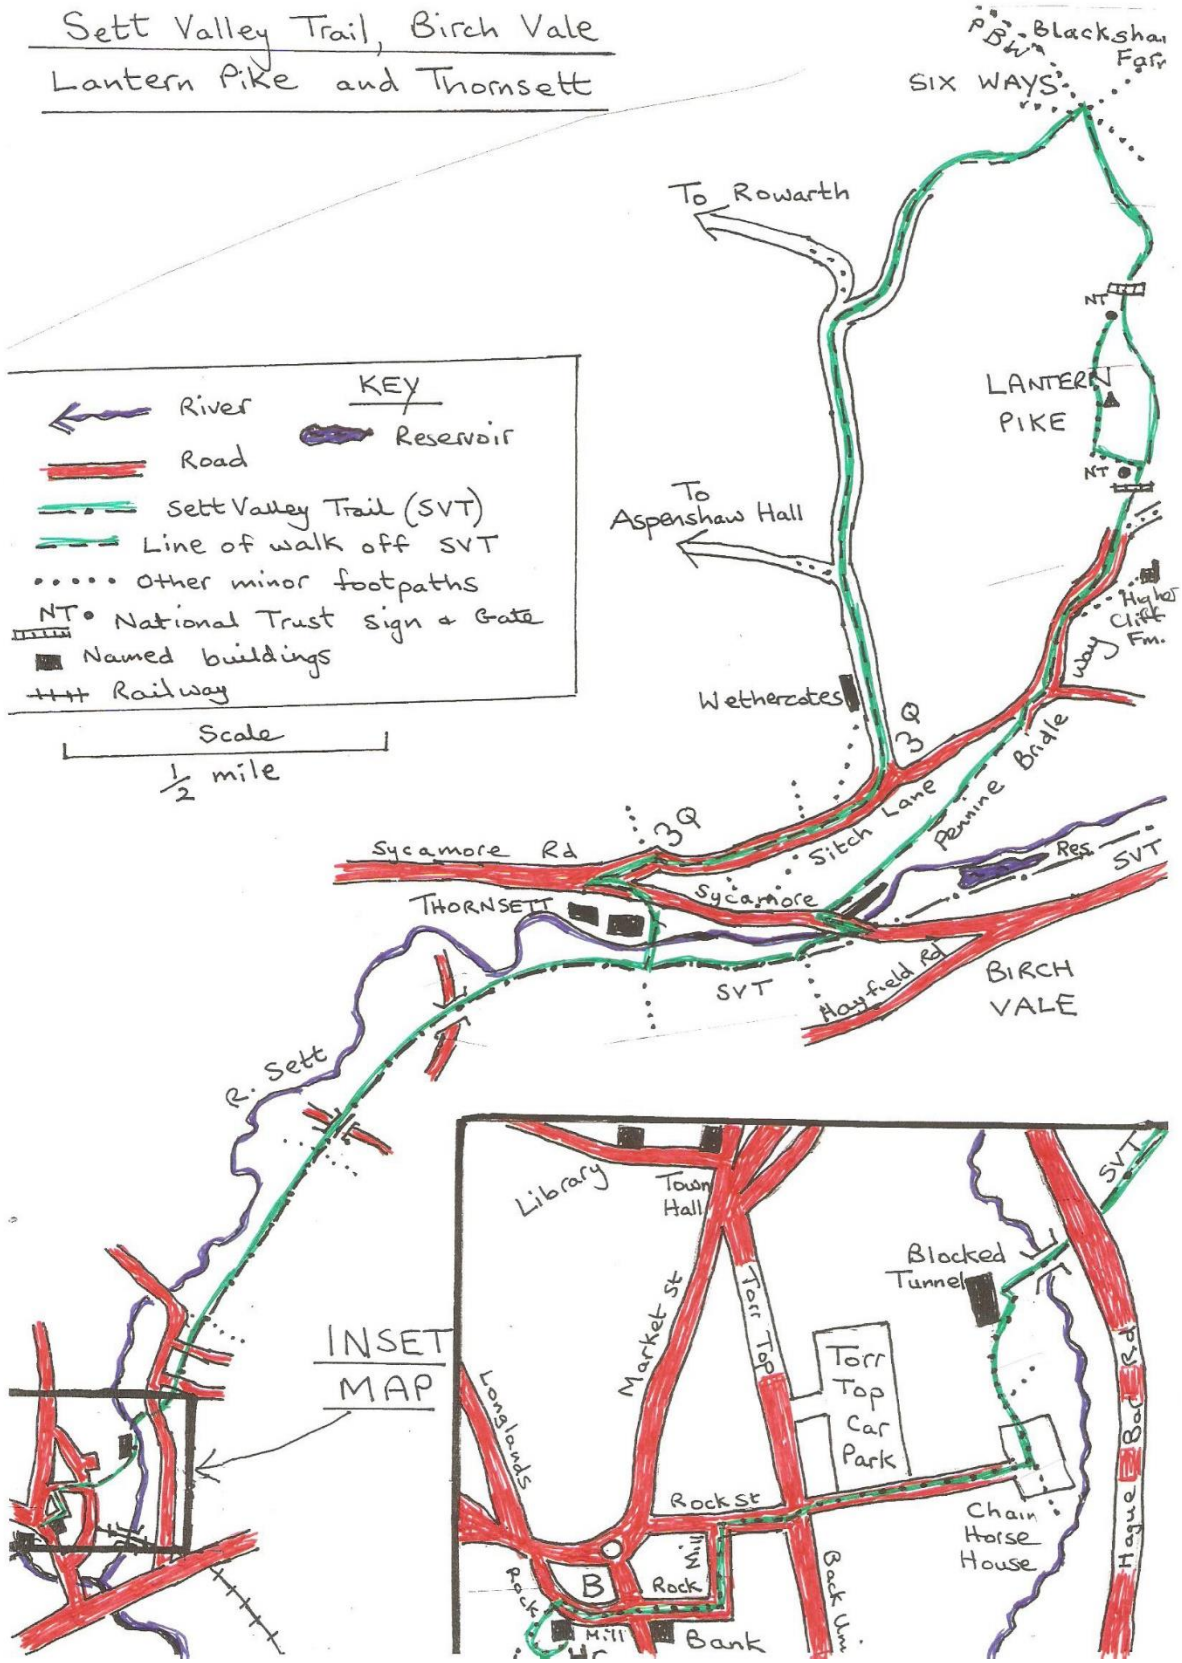 Sett Valley Trail, Birch Vale
Lantern Pike and Thornsett
PBW
SIX WAYS
To Rowarth
NT
LANTERN
PIKE
NT
To
Aspenshaw Hall
Higher
Cliff
Fm.
KEY
River
Reservoir
Road
Sett Valley Trail (SVT)
Line of walk off SVT
Other minor footpaths
NT National Trust Sign & Gate
Named buildings
Railway
Scale
1/2 mile
Wethercotes
3Q
Pennine Bridle Way
Sitch Lane
3Q
Sycamore Rd
Sycamore
THORNSETT
Res.
SVT
SVT
Hayfield Rd
BIRCH
VALE
R. Sett
INSET
MAP
Library
Town
Hall
SVT
Blocked
Tunnel
Market St
Torr Top
Torr
Top
Car
Park
Longlands
Hague Bar Rd
Rock St
Chain
Horse
House
Mill
Rock
B
Rock
Mill
Bank
Back Um.